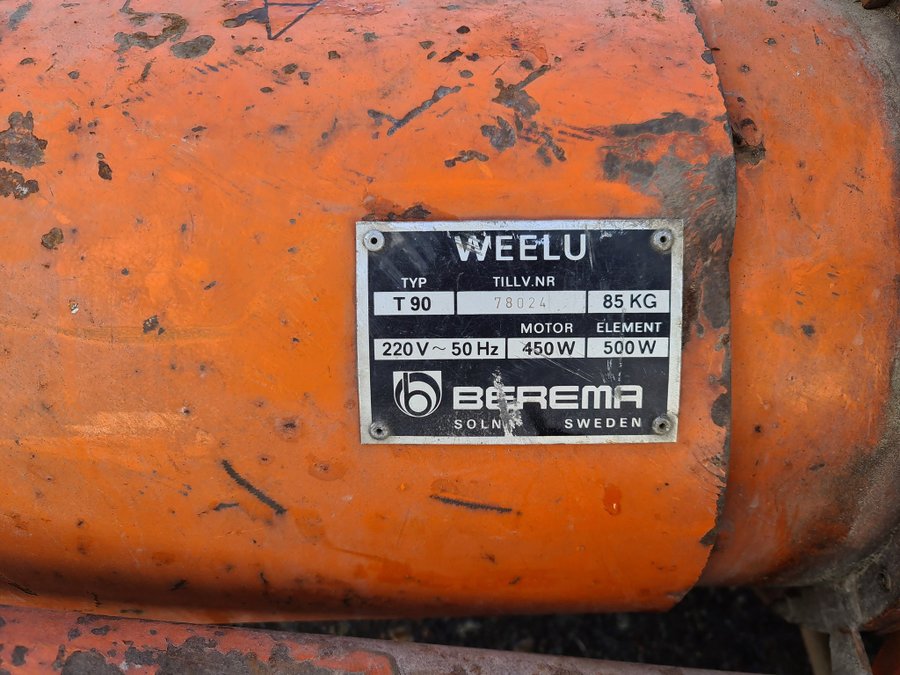 WEELU
TYP TILLV.NR
T 90 78024 85 KG
MOTOR ELEMENT
220 V ~ 50 Hz 450 W 500 W
b BEREMA
SOLNA SWEDEN